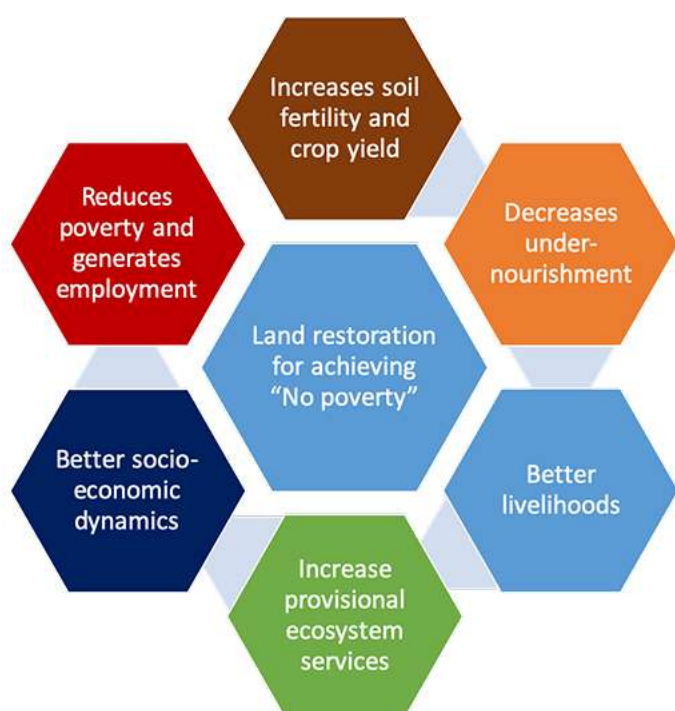 Increases soil
fertility and
crop yield
Decreases
under-
nourishment
Better
livelihoods
Increase
provisional
ecosystem
services
Better socio-
economic
dynamics
Reduces
poverty and
generates
employment
Land restoration
for achieving
“No poverty”